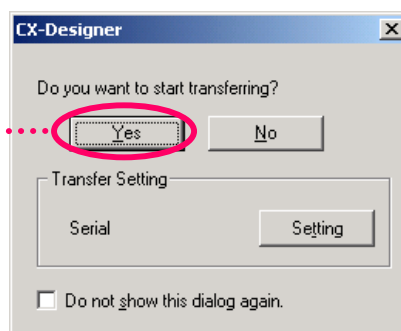 CX-Designer
Do you want to start transferring?
Yes No
Transfer Setting
Serial Setting
Do not show this dialog again.